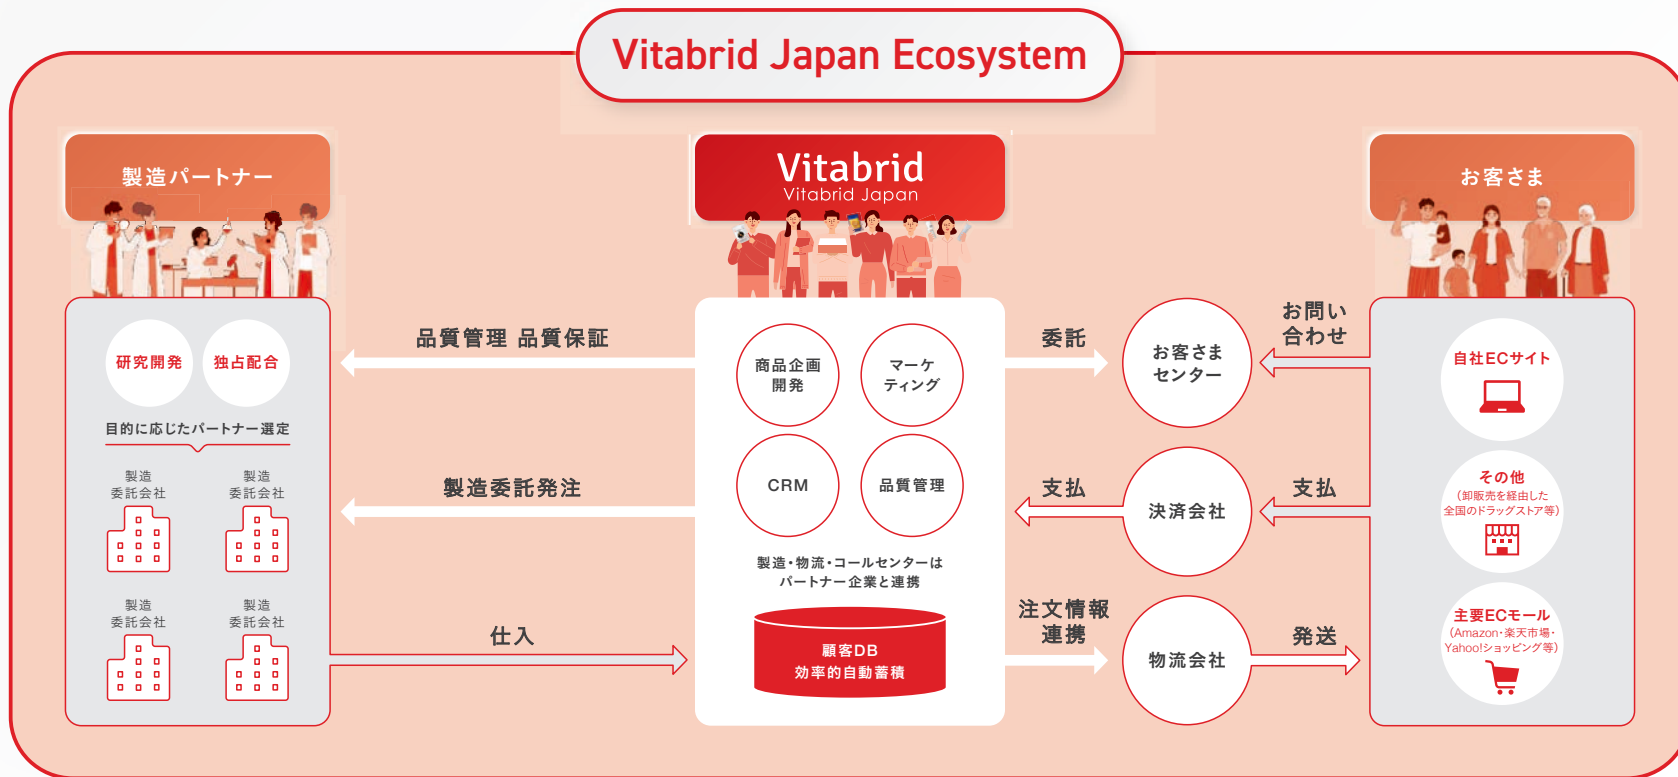 Vitabrid Japan Ecosystem
製造パートナー
研究開発
独占配合
目的に応じたパートナー選定
製造
委託会社
製造
委託会社
製造
委託会社
製造
委託会社
品質管理 品質保証
製造委託発注
仕入
Vitabrid
Vitabrid Japan
商品企画
開発
マーケ
ティング
CRM
品質管理
製造・物流・コールセンターは
パートナー企業と連携
顧客DB
効率的自動蓄積
委託
支払
注文情報
連携
お客さま
センター
決済会社
物流会社
お問い
合わせ
支払
発送
お客さま
自社ECサイト
その他
(卸販売を経由した
全国のドラッグストア等)
主要ECモール
(Amazon・楽天市場・
Yahoo!ショッピング等)